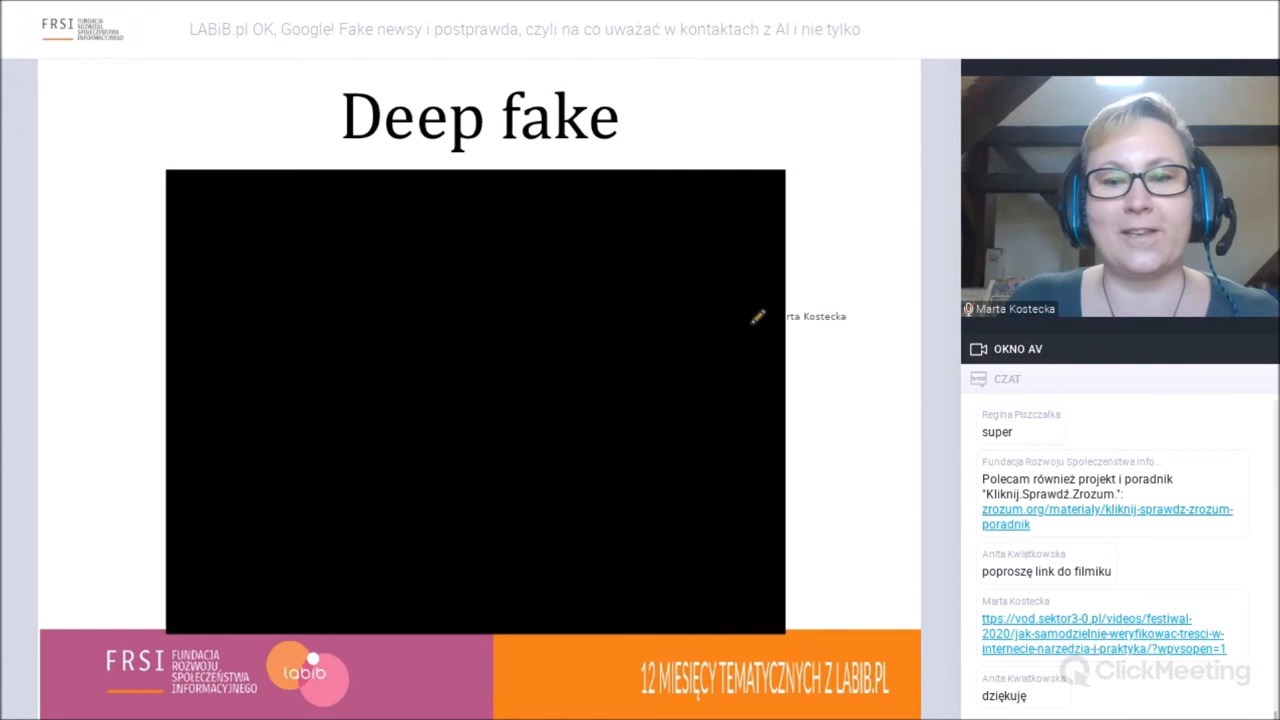 FRSI FUNDACJA
ROZWOJU
SPOŁECZEŃSTWA
INFORMACYJNEGO
LABiB.pl OK, Google! Fake newsy i postprawda, czyli na co uważać w kontaktach z AI i nie tylko
Deep fake
rta Kostecka
FRSI FUNDACJA
ROZWOJU
SPOŁECZEŃSTWA
INFORMACYJNEGO
labib
12 MIESIĘCY TEMATYCZNYCH Z LABIB.PL
Marta Kostecka
OKNO AV
CZAT
Regina Piszczałka
super
Fundacja Rozwoju Społeczeństwa Info...
Polecam również projekt i poradnik
"Kliknij.Sprawdź.Zrozum.":
zrozum.org/materialy/kliknij-sprawdz-zrozum-
poradnik
Anita Kwiatkowska
poproszę link do filmiku
Marta Kostecka
ttps://vod.sektor3-0.pl/videos/festiwal-
2020/jak-samodzielnie-weryfikowac-tresci-w-
internecie-narzedzia-i-praktyka/?wpvsopen=1
ClickMeeting
Anita Kwiatkowska
dziękuję